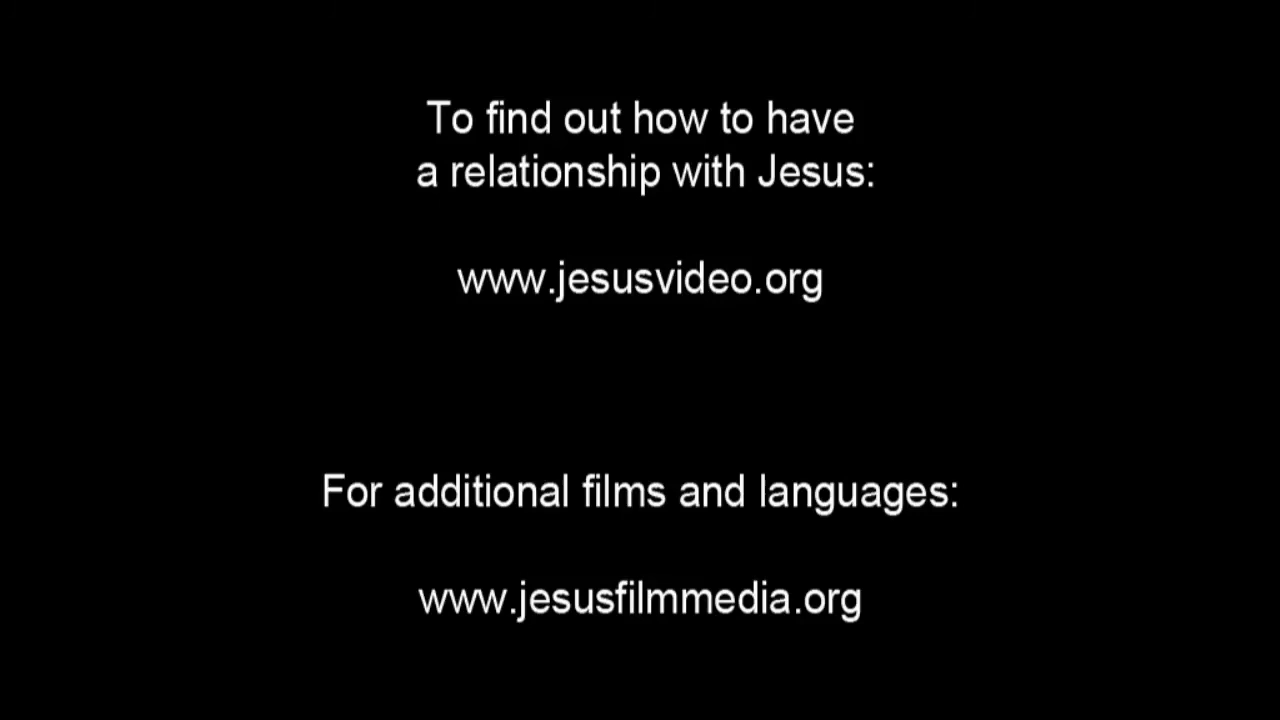 To find out how to have
a relationship with Jesus:
www.jesusvideo.org
For additional films and languages:
www.jesusfilmmedia.org